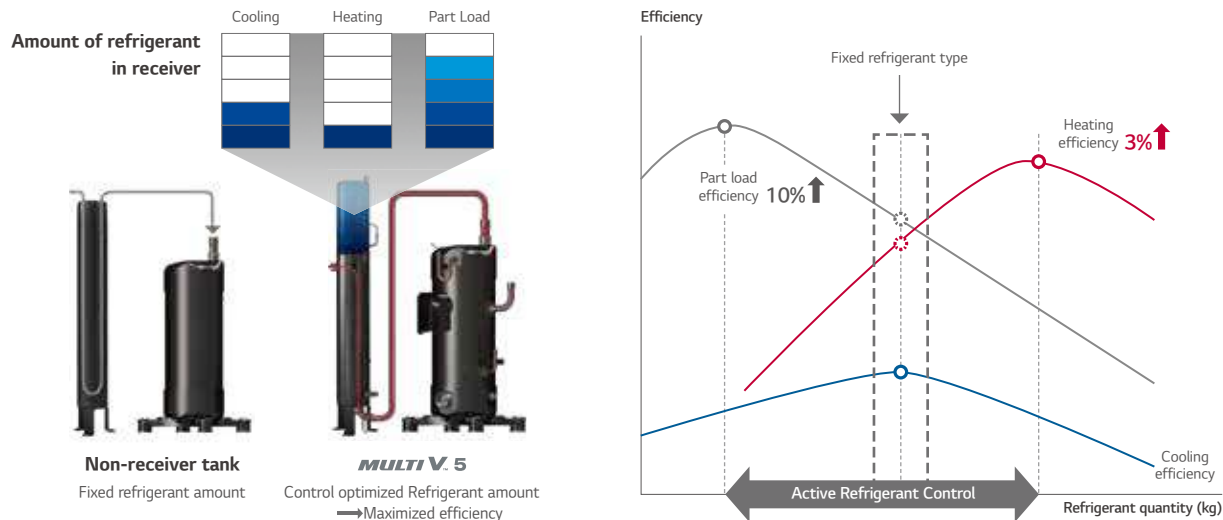 Cooling
Heating
Part Load
Amount of refrigerant
in receiver
Non-receiver tank
Fixed refrigerant amount
MULTI V™ 5
Control optimized Refrigerant amount
→Maximized efficiency
Efficiency
Fixed refrigerant type
Heating
efficiency 3%
Part load
efficiency 10%
Cooling
efficiency
Active Refrigerant Control
Refrigerant quantity (kg)